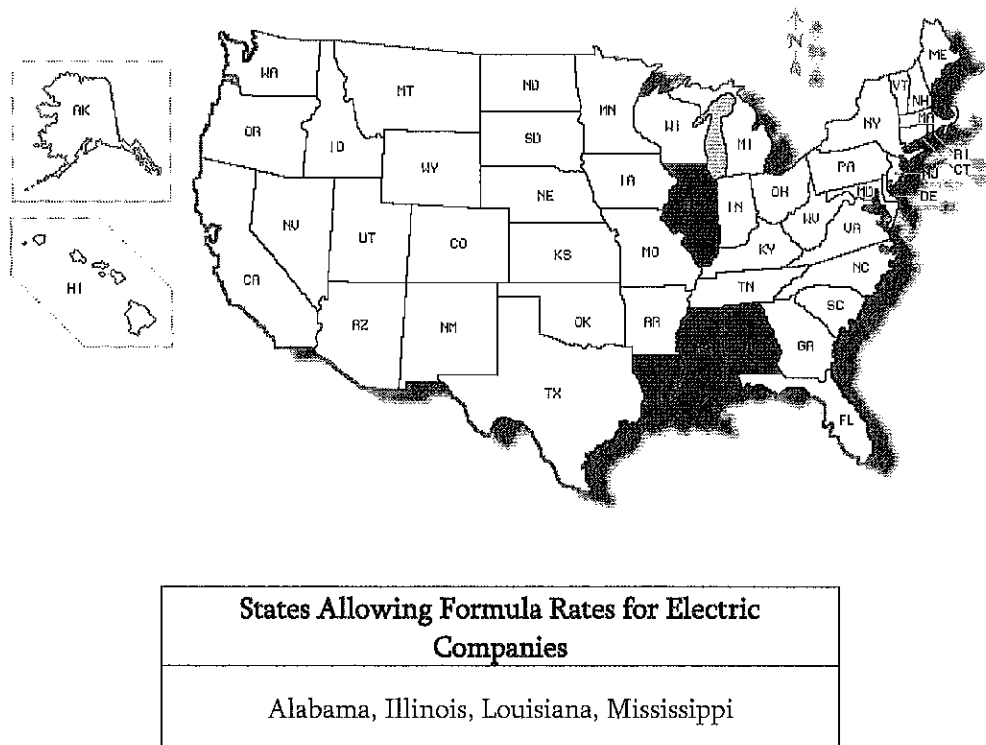 N
ME
WA
VT
AK
MT
ND
MN
NH
MA
OR
NY
ID
SD
WI
MI
RI
CT
WY
PA
NJ
IA
NE
OH
MD
DE
IN
NV
UT
CO
WV
VA
HI
KS
MO
KY
CA
NC
TN
AZ
NM
OK
AR
SC
GA
TX
FL
States Allowing Formula Rates for Electric
Companies
Alabama, Illinois, Louisiana, Mississippi